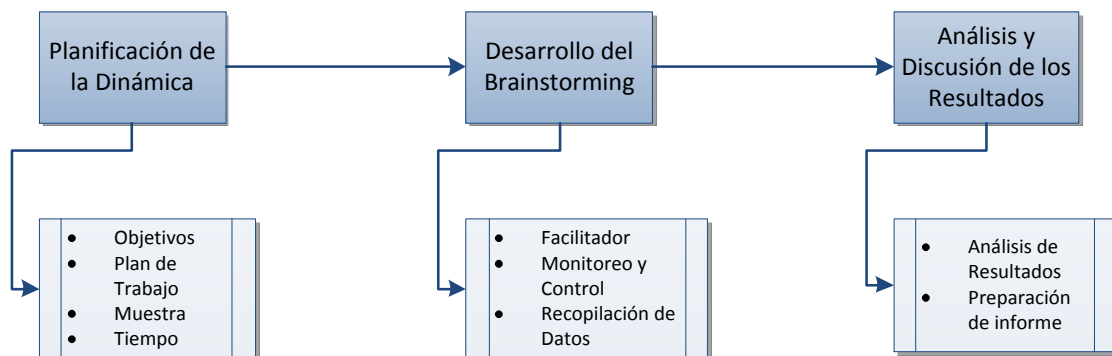 Planificación de
la Dinámica
Desarrollo del
Brainstorming
Análisis y
Discusión de los
Resultados
• Objetivos
• Plan de
Trabajo
• Muestra
• Tiempo
• Facilitador
• Monitoreo y
Control
• Recopilación de
Datos
• Análisis de
Resultados
• Preparación
de informe